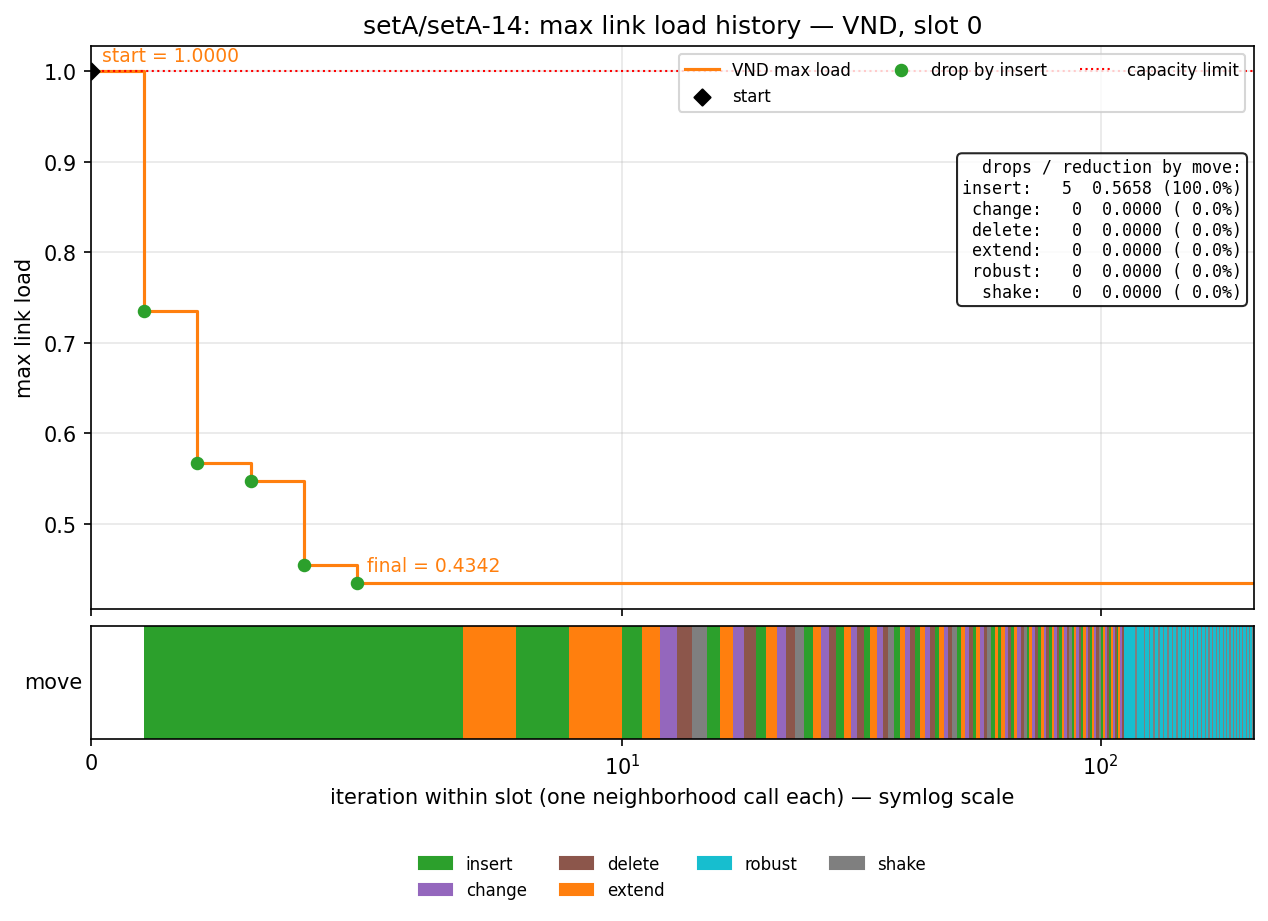 setA/setA-14: max link load history — VND, slot 0
start = 1.0000
VND max load
drop by insert
capacity limit
start
drops / reduction by move:
insert:   5  0.5658 (100.0%)
change:   0  0.0000 ( 0.0%)
delete:   0  0.0000 ( 0.0%)
extend:   0  0.0000 ( 0.0%)
robust:   0  0.0000 ( 0.0%)
shake:   0  0.0000 ( 0.0%)
max link load
1.0
0.9
0.8
0.7
0.6
0.5
final = 0.4342
move
0
10¹
10²
iteration within slot (one neighborhood call each) — symlog scale
insert
delete
robust
shake
change
extend